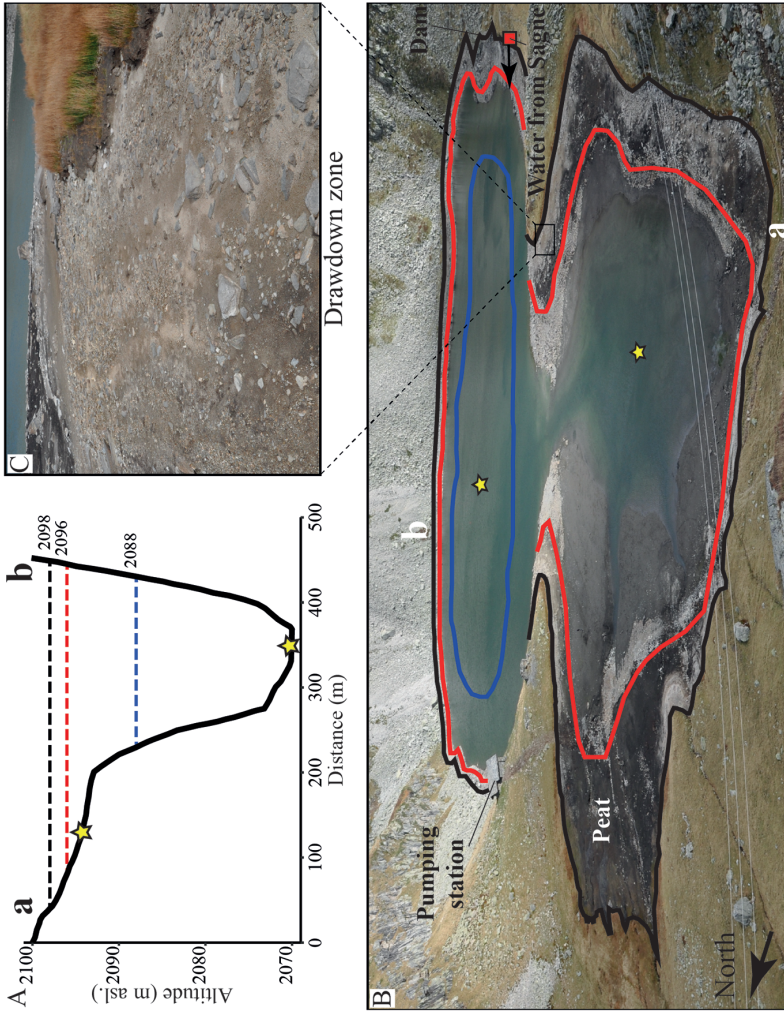 A
a
b
2100
2090
2080
2070
Altitude (m asl.)
0
100
200
300
400
500
Distance (m)
2098
2096
2088
C
Drawdown zone
B
b
a
Dam
Water from Sagne
Pumping
station
Peat
North